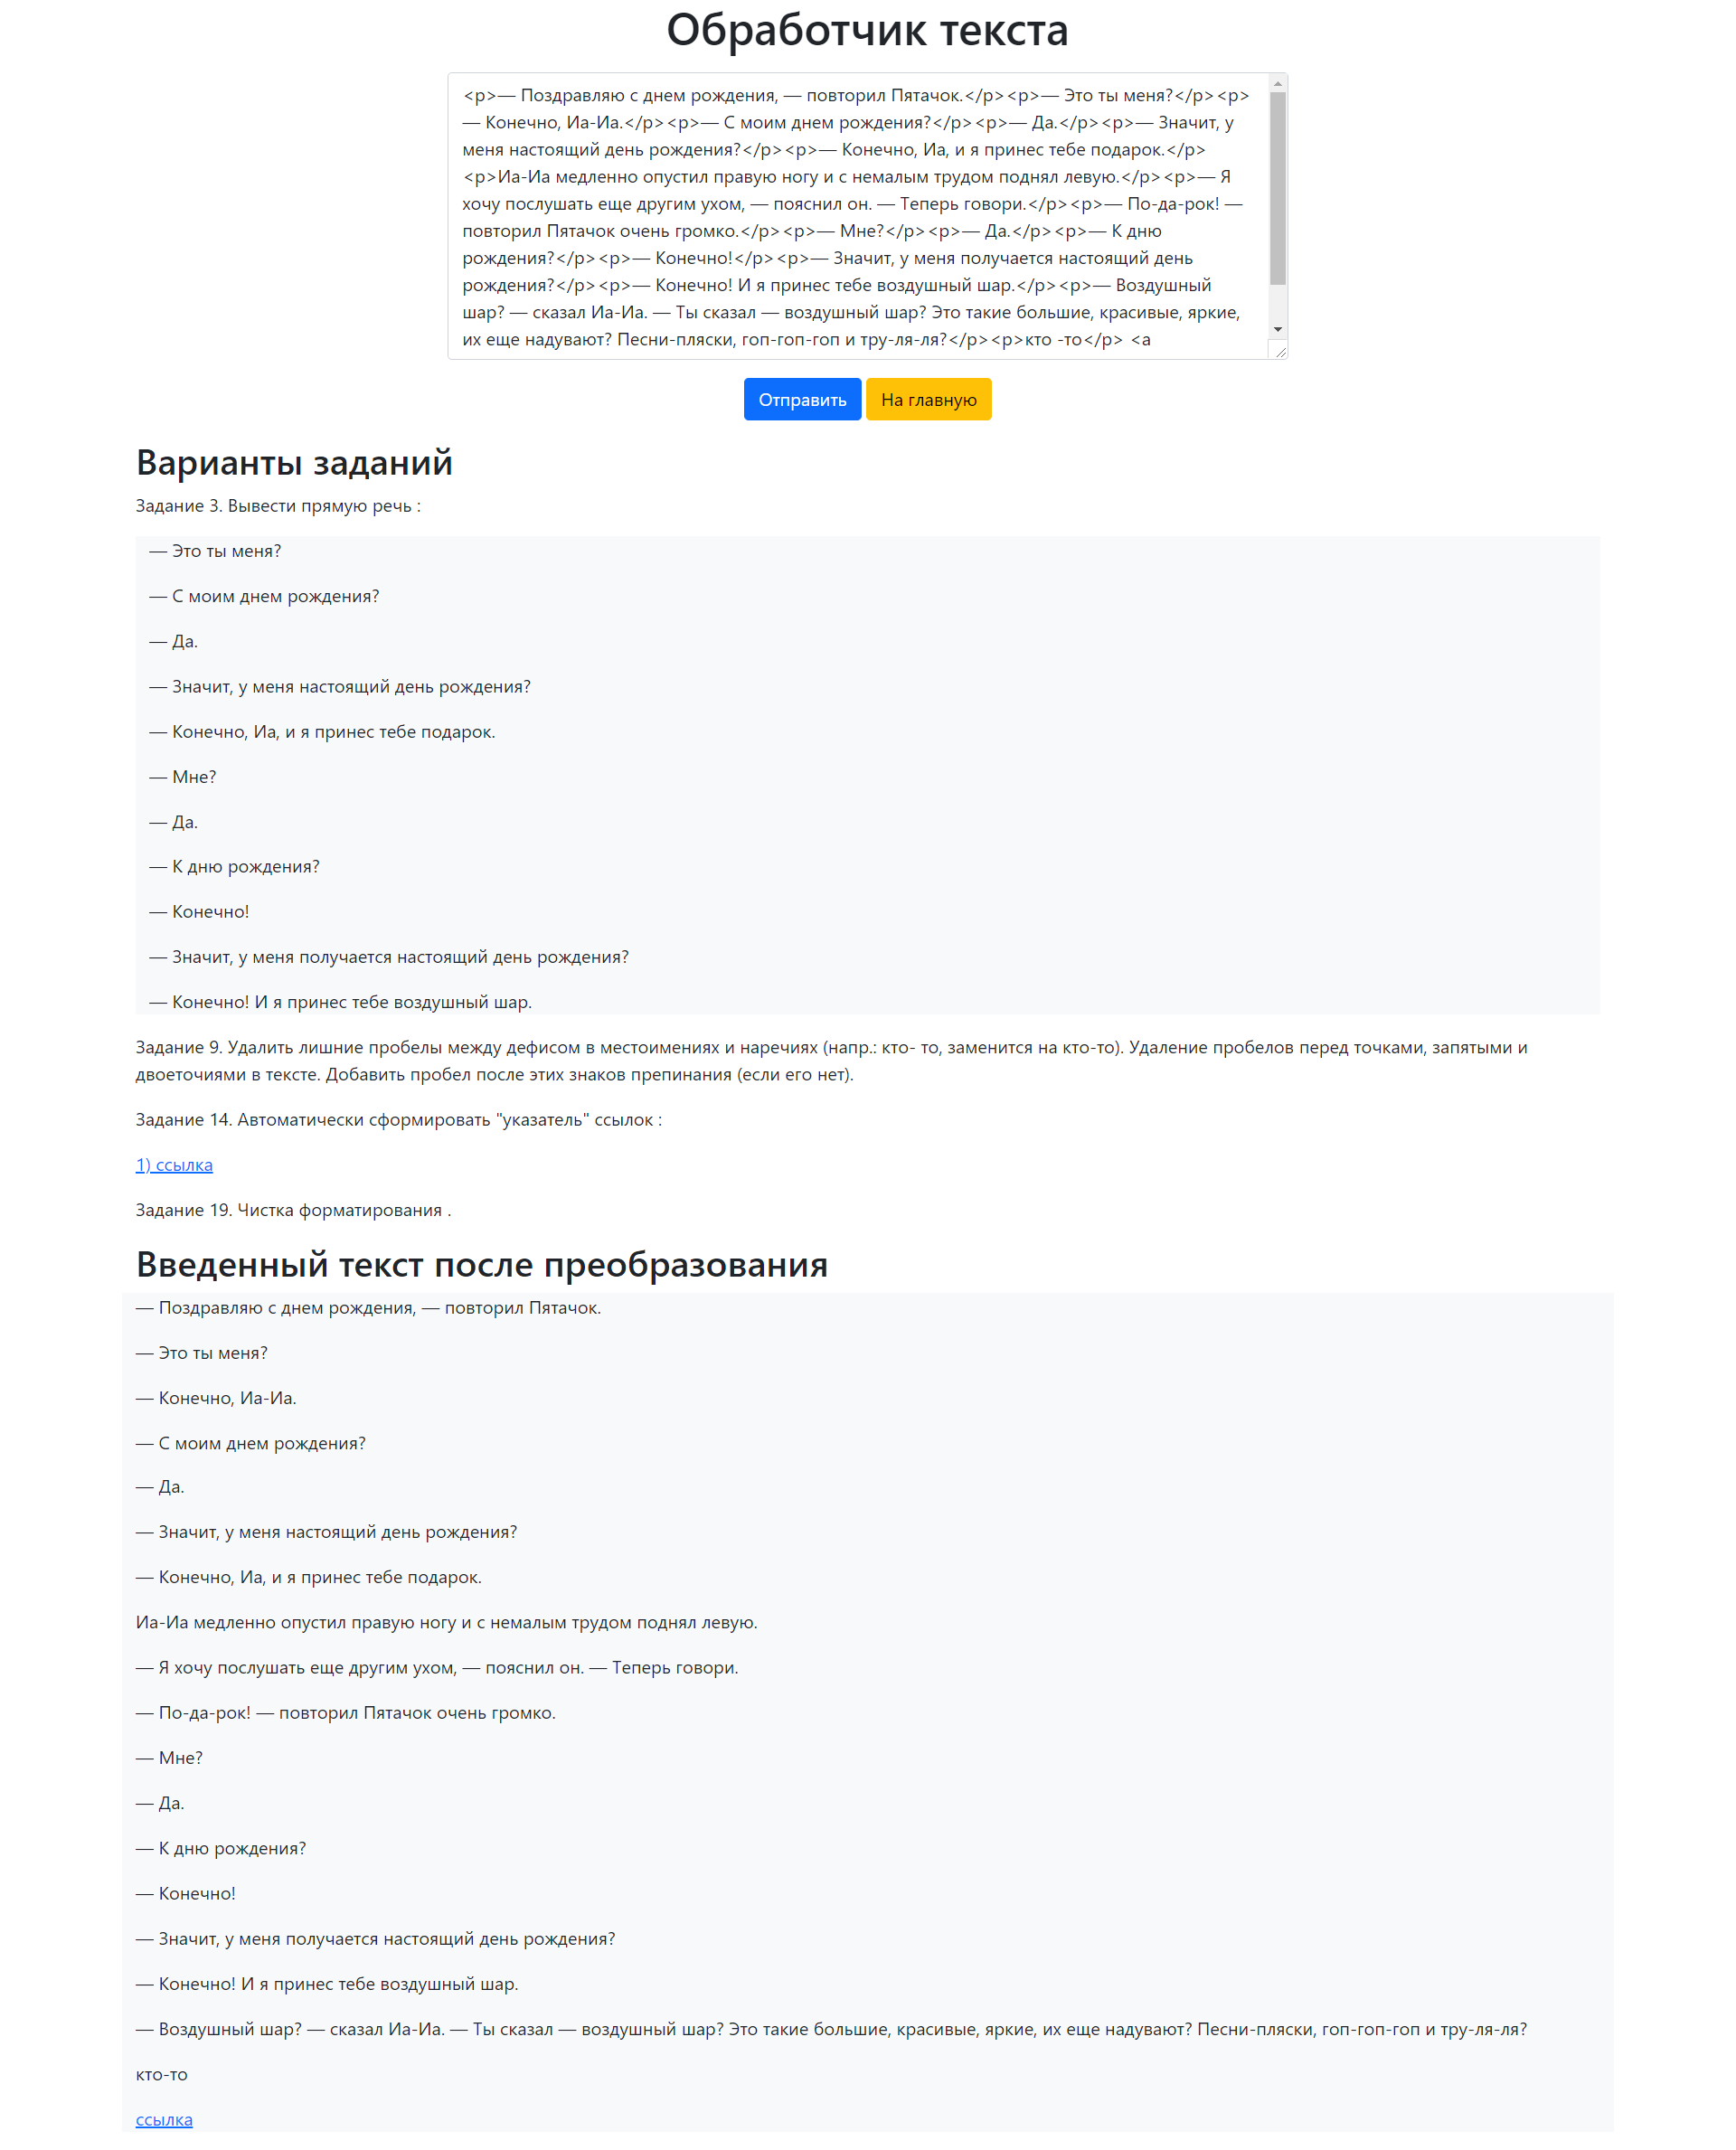 Обработчик текста
<p>— Поздравляю с днем рождения, — повторил Пятачок.</p><p>— Это ты меня?</p><p>
— Конечно, Иа-Иа.</p><p>— С моим днем рождения?</p><p>— Да.</p><p>— Значит, у
меня настоящий день рождения?</p><p>— Конечно, Иа, и я принес тебе подарок.</p>
<p>Иа-Иа медленно опустил правую ногу и с немалым трудом поднял левую.</p><p>— Я
хочу послушать еще другим ухом, — пояснил он. — Теперь говори.</p><p>— По-да-рок! —
повторил Пятачок очень громко.</p><p>— Мне?</p><p>— Да.</p><p>— К дню
рождения?</p><p>— Конечно!</p><p>— Значит, у меня получается настоящий день
рождения?</p><p>— Конечно! И я принес тебе воздушный шар.</p><p>— Воздушный
шар? — сказал Иа-Иа. — Ты сказал — воздушный шар? Это такие большие, красивые, яркие,
их еще надувают? Песни-пляски, гоп-гоп-гоп и тру-ля-ля?</p><p>кто -то</p> <a
Отправить На главную
Варианты заданий
Задание 3. Вывести прямую речь :
— Это ты меня?
— С моим днем рождения?
— Да.
— Значит, у меня настоящий день рождения?
— Конечно, Иа, и я принес тебе подарок.
— Мне?
— Да.
— К дню рождения?
— Конечно!
— Значит, у меня получается настоящий день рождения?
— Конечно! И я принес тебе воздушный шар.
Задание 9. Удалить лишние пробелы между дефисом в местоимениях и наречиях (напр.: кто- то, заменится на кто-то). Удаление пробелов перед точками, запятыми и
двоеточиями в тексте. Добавить пробел после этих знаков препинания (если его нет).
Задание 14. Автоматически сформировать "указатель" ссылок :
1) ссылка
Задание 19. Чистка форматирования .
Введенный текст после преобразования
— Поздравляю с днем рождения, — повторил Пятачок.
— Это ты меня?
— Конечно, Иа-Иа.
— С моим днем рождения?
— Да.
— Значит, у меня настоящий день рождения?
— Конечно, Иа, и я принес тебе подарок.
Иа-Иа медленно опустил правую ногу и с немалым трудом поднял левую.
— Я хочу послушать еще другим ухом, — пояснил он. — Теперь говори.
— По-да-рок! — повторил Пятачок очень громко.
— Мне?
— Да.
— К дню рождения?
— Конечно!
— Значит, у меня получается настоящий день рождения?
— Конечно! И я принес тебе воздушный шар.
— Воздушный шар? — сказал Иа-Иа. — Ты сказал — воздушный шар? Это такие большие, красивые, яркие, их еще надувают? Песни-пляски, гоп-гоп-гоп и тру-ля-ля?
кто-то
ссылка